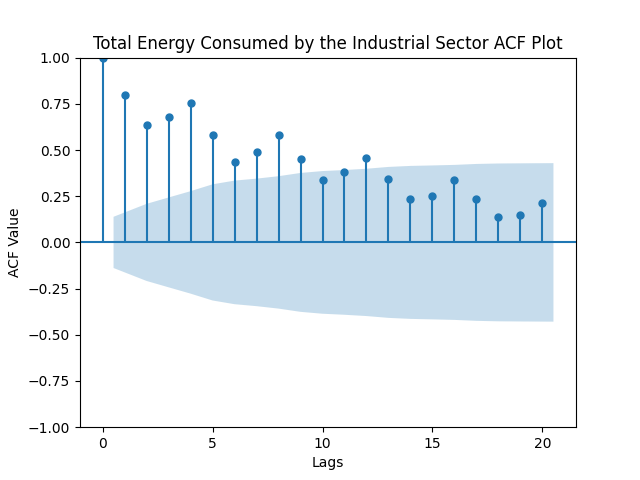 Total Energy Consumed by the Industrial Sector ACF Plot
1.00
0.75
0.50
0.25
0.00
−0.25
−0.50
−0.75
−1.00
ACF Value
0 5 10 15 20
Lags